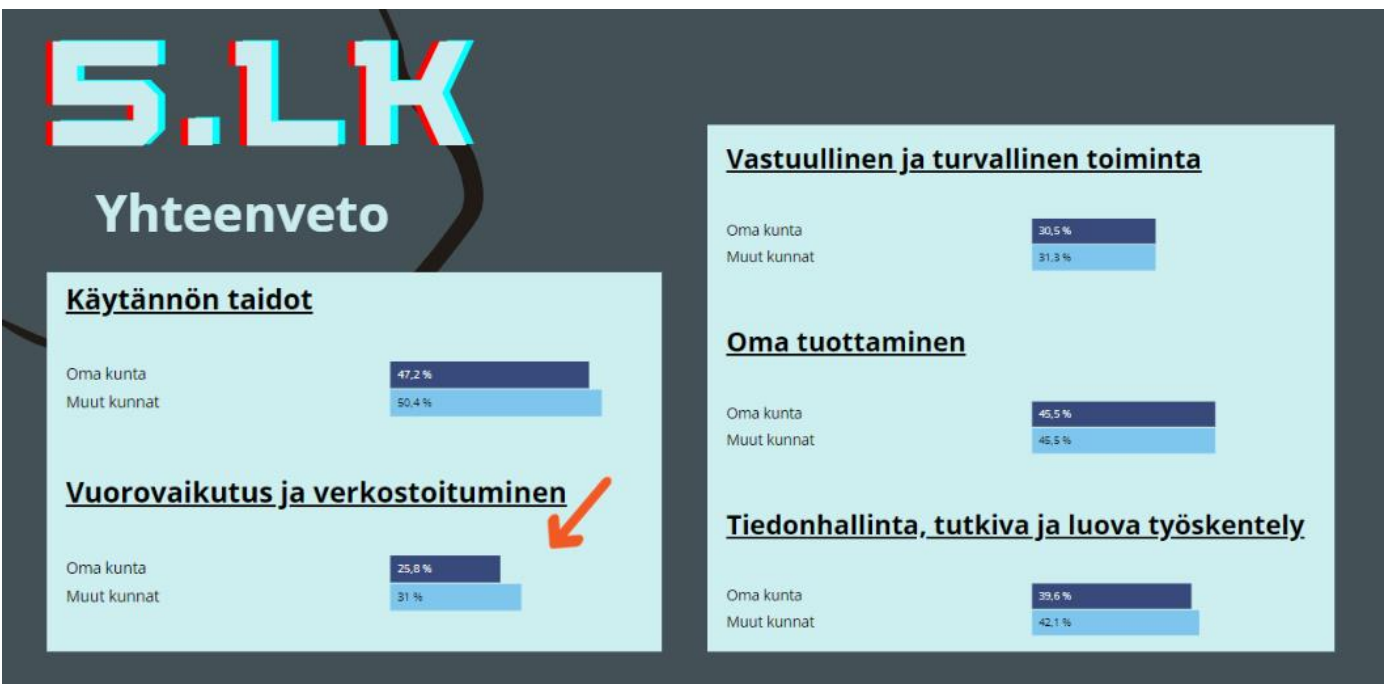 5.LK
Yhteenveto
Käytännön taidot
Oma kunta 47,2 %
Muut kunnat 50,4 %
Vuorovaikutus ja verkostoituminen
Oma kunta 25,8 %
Muut kunnat 31 %
Vastuullinen ja turvallinen toiminta
Oma kunta 30,5 %
Muut kunnat 31,3 %
Oma tuottaminen
Oma kunta 45,5 %
Muut kunnat 45,5 %
Tiedonhallinta, tutkiva ja luova työskentely
Oma kunta 39,6 %
Muut kunnat 42,1 %